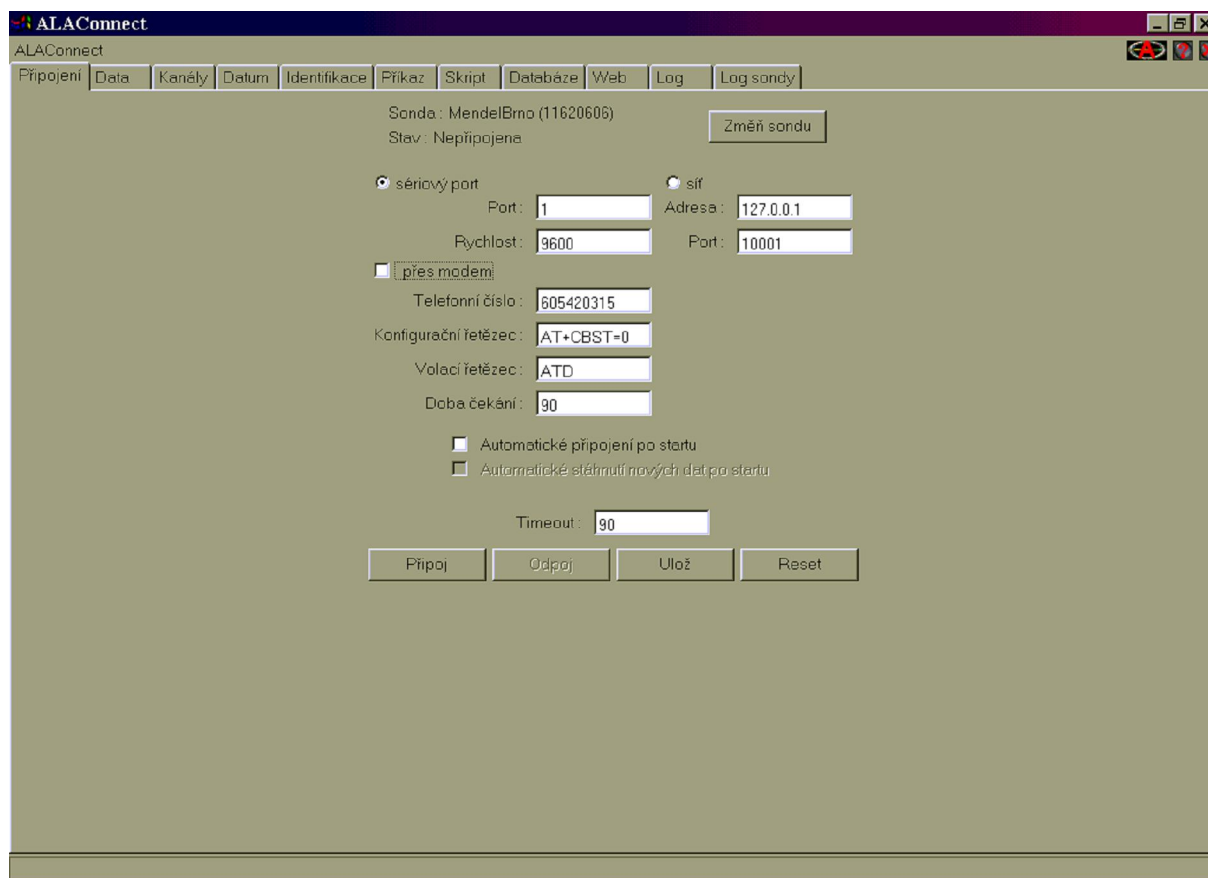 ALAConnect
ALAConnect
Připojení Data Kanály Datum Identifikace Příkaz Skript Databáze Web Log Log sondy
Sonda : MendelBrno (11620606)
Změň sondu
Stav : Nepřipojena
sériový port síť
Port : 1 Adresa : 127.0.0.1
Rychlost : 9600 Port : 10001
přes modem
Telefonní číslo : 605420315
Konfigurační řetězec : AT+CBST=0
Volací řetězec : ATD
Doba čekání : 90
Automatické připojení po startu
Automatické stáhnutí nových dat po startu
Timeout : 90
Připoj Odpoj Ulož Reset